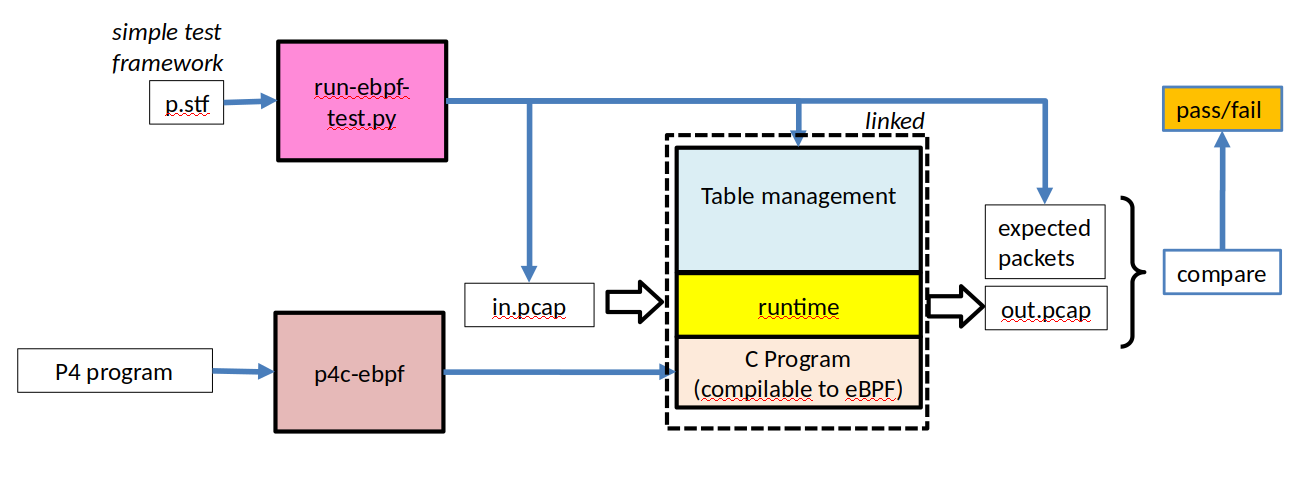 simple test
framework
p.stf
run-ebpf-
test.py
linked
pass/fail
Table management
expected
packets
compare
in.pcap
runtime
out.pcap
P4 program
p4c-ebpf
C Program
(compilable to eBPF)